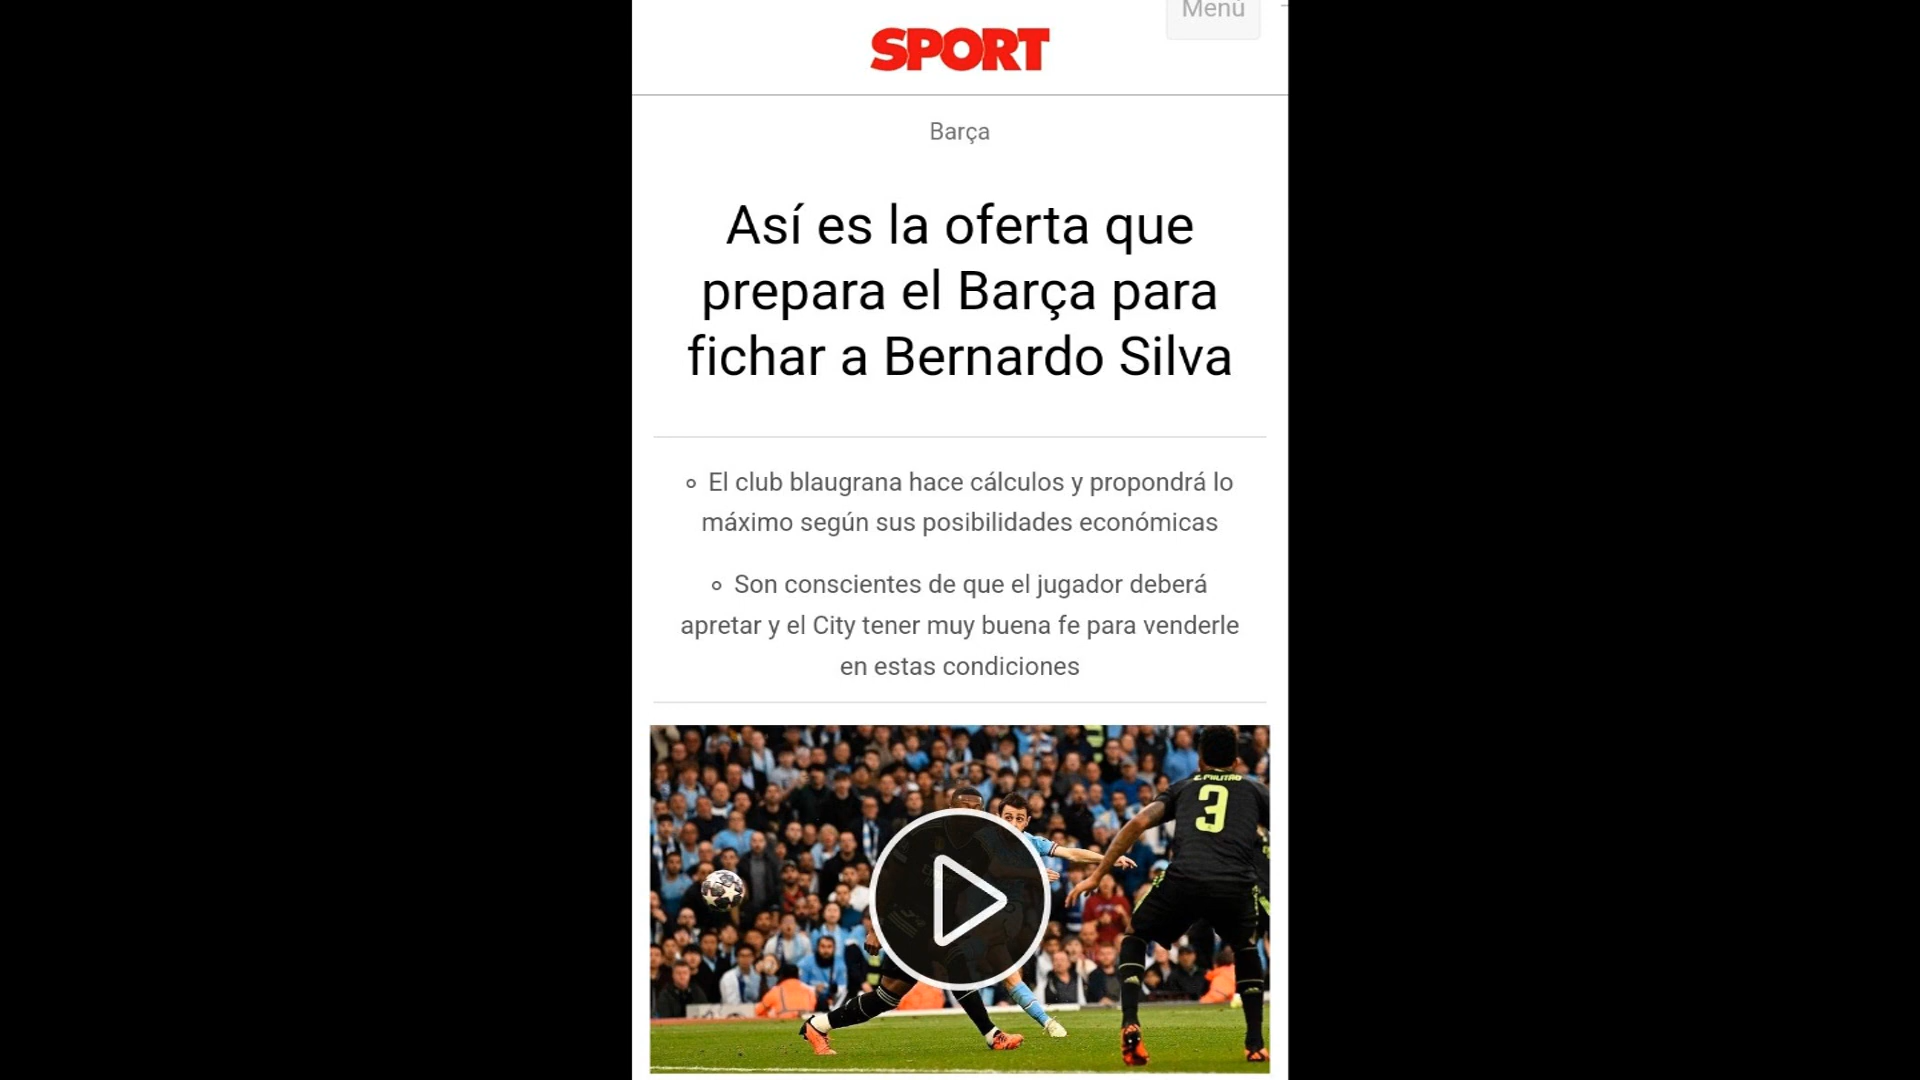 Menú
SPORT
Barça
Así es la oferta que
prepara el Barça para
fichar a Bernardo Silva
El club blaugrana hace cálculos y propondrá lo
máximo según sus posibilidades económicas
Son conscientes de que el jugador deberá
apretar y el City tener muy buena fe para venderle
en estas condiciones
E. MILITÃO
3